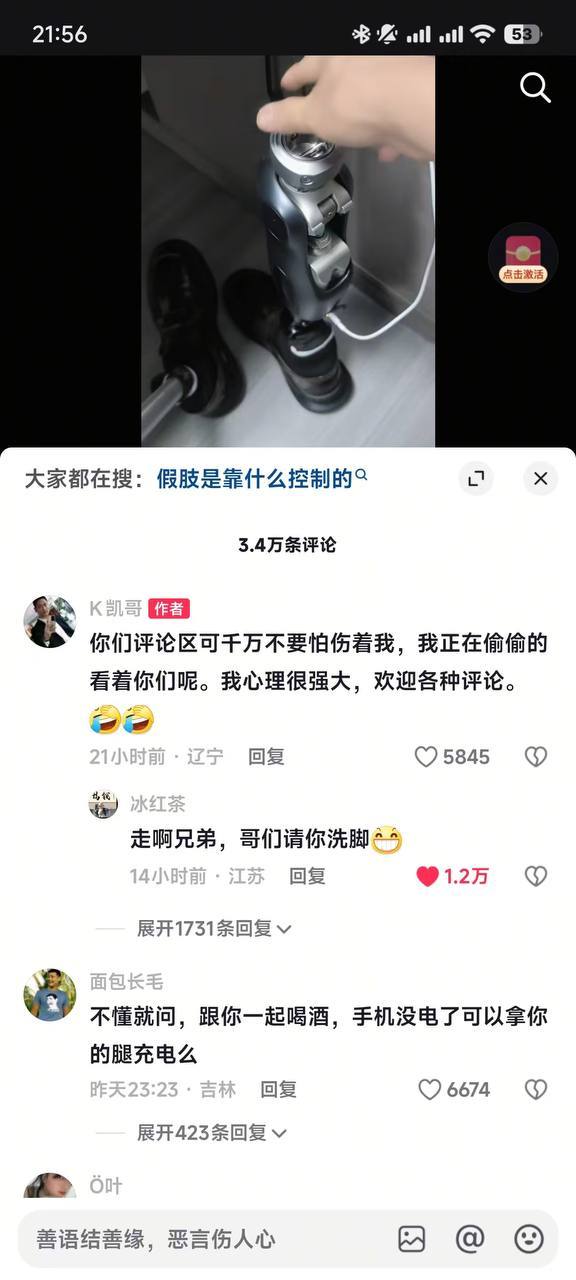 21:56
53
点击激活
大家都在搜：假肢是靠什么控制的
3.4万条评论
K凯哥 作者
你们评论区可千万不要怕伤着我，我正在偷偷的
看着你们呢。我心理很强大，欢迎各种评论。
🤣🤣
21小时前 · 辽宁 回复 5845
冰红茶
走啊兄弟，哥们请你洗脚😁
14小时前 · 江苏 回复 1.2万
展开1731条回复
面包长毛
不懂就问，跟你一起喝酒，手机没电了可以拿你
的腿充电么
昨天23:23 · 吉林 回复 6674
展开423条回复
Ö叶
善语结善缘，恶言伤人心